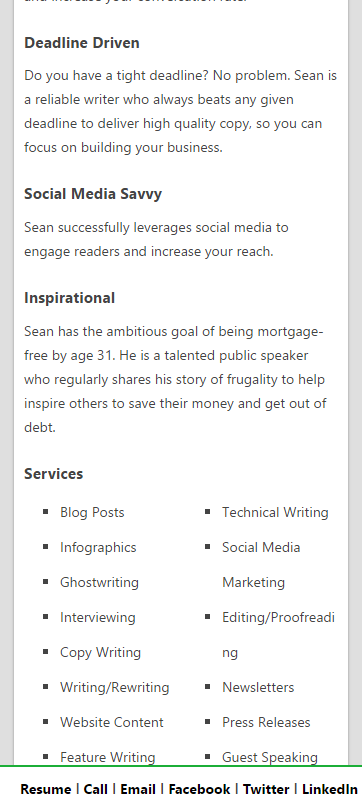 and increase your conversation rate.
Deadline Driven
Do you have a tight deadline? No problem. Sean is
a reliable writer who always beats any given
deadline to deliver high quality copy, so you can
focus on building your business.
Social Media Savvy
Sean successfully leverages social media to
engage readers and increase your reach.
Inspirational
Sean has the ambitious goal of being mortgage-
free by age 31. He is a talented public speaker
who regularly shares his story of frugality to help
inspire others to save their money and get out of
debt.
Services
Blog Posts
Infographics
Ghostwriting
Interviewing
Copy Writing
Writing/Rewriting
Website Content
Feature Writing
Technical Writing
Social Media
Marketing
Editing/Proofreadi
ng
Newsletters
Press Releases
Guest Speaking
Resume | Call | Email | Facebook | Twitter | LinkedIn